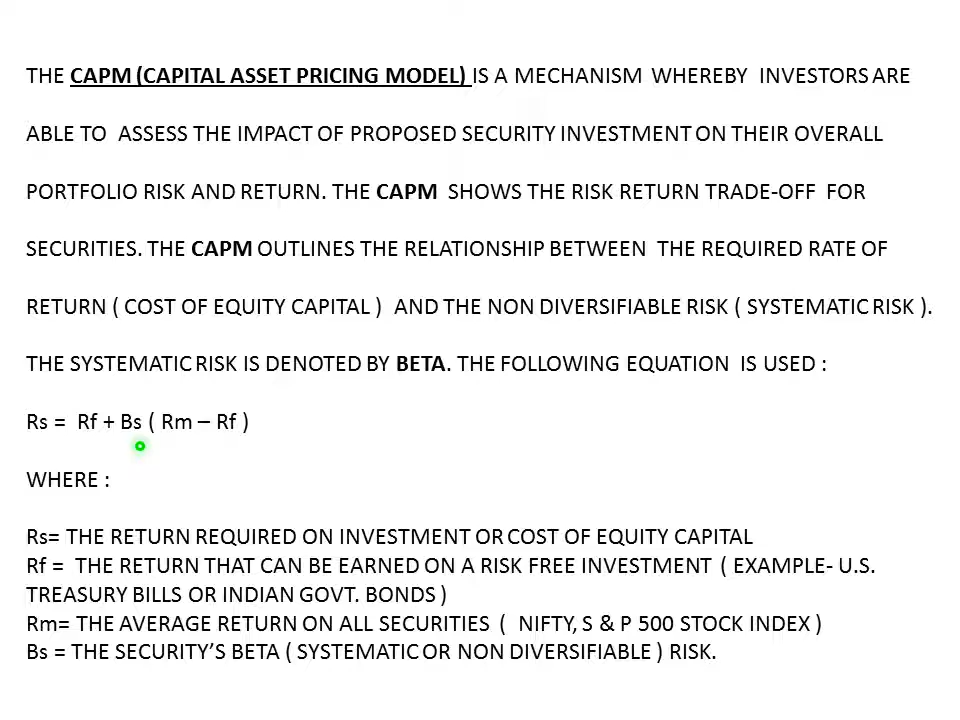 THE CAPM (CAPITAL ASSET PRICING MODEL) IS A MECHANISM WHEREBY INVESTORS ARE
ABLE TO ASSESS THE IMPACT OF PROPOSED SECURITY INVESTMENT ON THEIR OVERALL
PORTFOLIO RISK AND RETURN. THE CAPM SHOWS THE RISK RETURN TRADE-OFF FOR
SECURITIES. THE CAPM OUTLINES THE RELATIONSHIP BETWEEN THE REQUIRED RATE OF
RETURN ( COST OF EQUITY CAPITAL ) AND THE NON DIVERSIFIABLE RISK ( SYSTEMATIC RISK ).
THE SYSTEMATIC RISK IS DENOTED BY BETA. THE FOLLOWING EQUATION IS USED :
Rs = Rf + Bs ( Rm – Rf )
WHERE :
Rs= THE RETURN REQUIRED ON INVESTMENT OR COST OF EQUITY CAPITAL
Rf = THE RETURN THAT CAN BE EARNED ON A RISK FREE INVESTMENT ( EXAMPLE- U.S.
TREASURY BILLS OR INDIAN GOVT. BONDS )
Rm= THE AVERAGE RETURN ON ALL SECURITIES ( NIFTY, S & P 500 STOCK INDEX )
Bs = THE SECURITY’S BETA ( SYSTEMATIC OR NON DIVERSIFIABLE ) RISK.